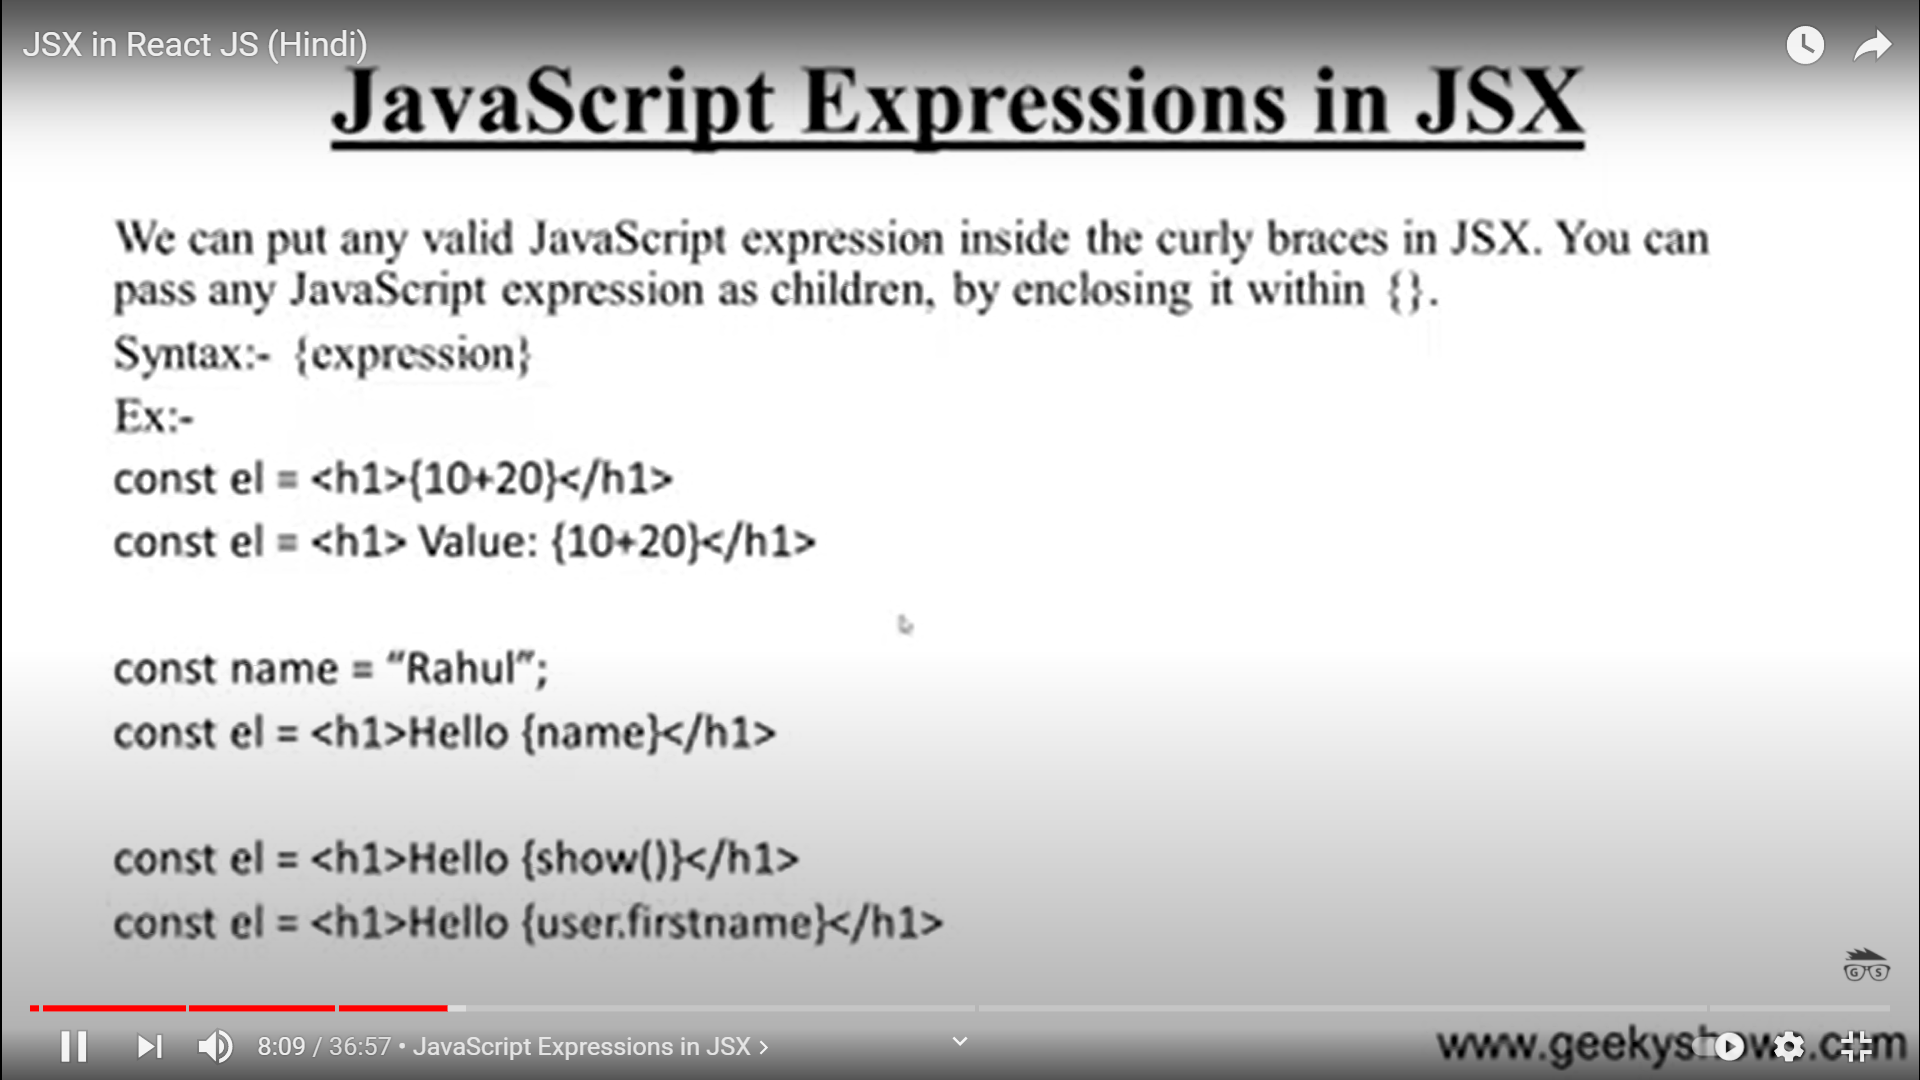 JSX in React JS (Hindi)
JavaScript Expressions in JSX
We can put any valid JavaScript expression inside the curly braces in JSX. You can
pass any JavaScript expression as children, by enclosing it within {}.
Syntax:- {expression}
Ex:-
const el = <h1>{10+20}</h1>
const el = <h1> Value: {10+20}</h1>
const name = “Rahul”;
const el = <h1>Hello {name}</h1>
const el = <h1>Hello {show()}</h1>
const el = <h1>Hello {user.firstname}</h1>
G S
8:09 / 36:57 • JavaScript Expressions in JSX >
www.geekyshows.com